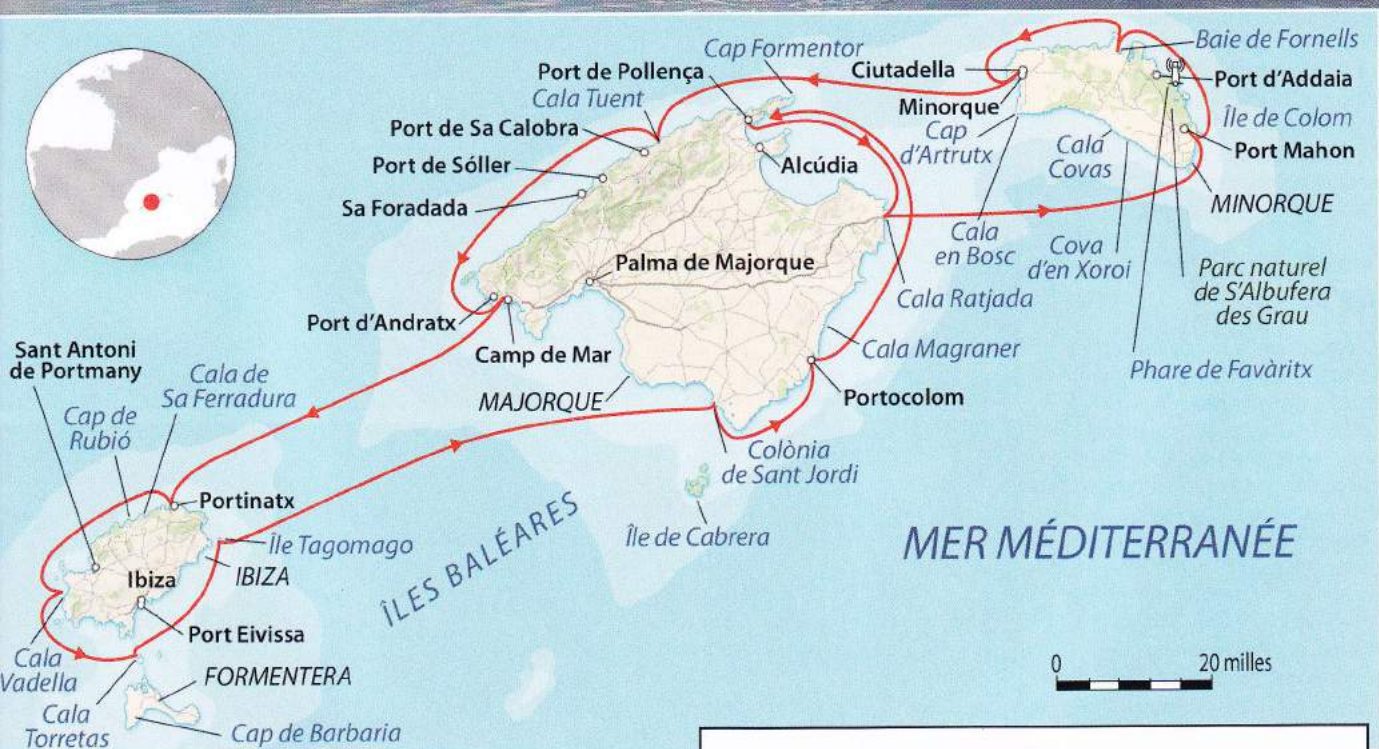 Cap Formentor
Baie de Fornells
Port de Pollença
Cala Tuent
Ciutadella
Port d'Addaia
Minorque
Port de Sa Calobra
Cap
d'Artrutx
Cala
Covas
Île de Colom
Port de Sóller
Alcúdia
Port Mahon
Sa Foradada
MINORQUE
Cala
en Bosc
Cova
d'en Xoroi
Parc naturel
de S'Albufera
des Grau
Palma de Majorque
Cala Ratjada
Port d'Andratx
Camp de Mar
Cala Magraner
Phare de Favàritx
Sant Antoni
de Portmany
Cala de
Sa Ferradura
MAJORQUE
Portocolom
Cap de
Rubió
Colònia
de Sant Jordi
Portinatx
Île Tagomago
Île de Cabrera
MER MÉDITERRANÉE
IBIZA
Ibiza
ÎLES BALÉARES
Port Eivissa
Cala
Vadella
FORMENTERA
0 20 milles
Cala
Torretas
Cap de Barbaria